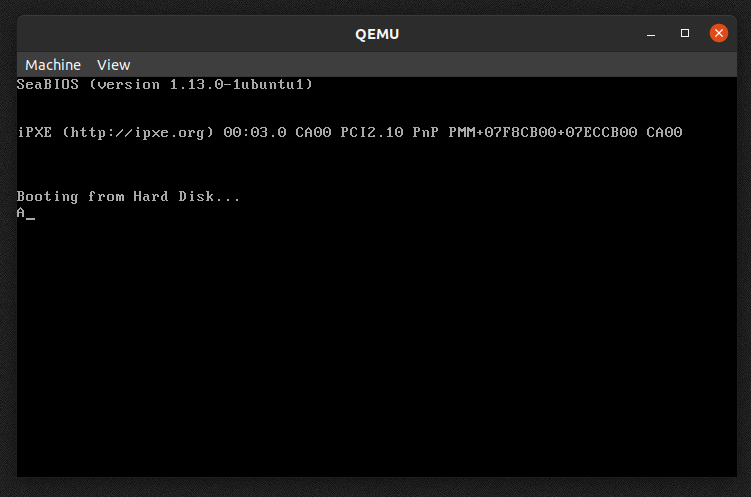 QEMU
Machine View
SeaBIOS (version 1.13.0-1ubuntu1)
iPXE (http://ipxe.org) 00:03.0 CA00 PCI2.10 PnP PMM+07F8CB00+07ECCB00 CA00
Booting from Hard Disk...
A_